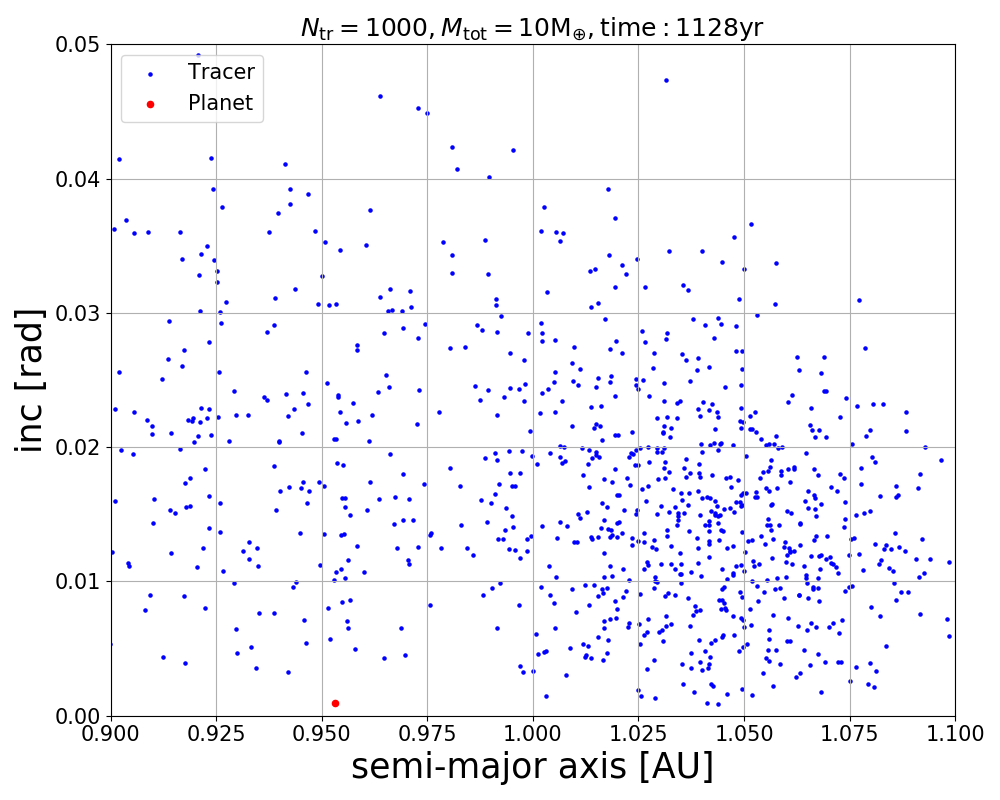 N_tr = 1000, M_tot = 10M_⊕, time : 1128yr
0.05
Tracer
Planet
0.04
0.03
inc [rad]
0.02
0.01
0.00
0.900 0.925 0.950 0.975 1.000 1.025 1.050 1.075 1.100
semi-major axis [AU]